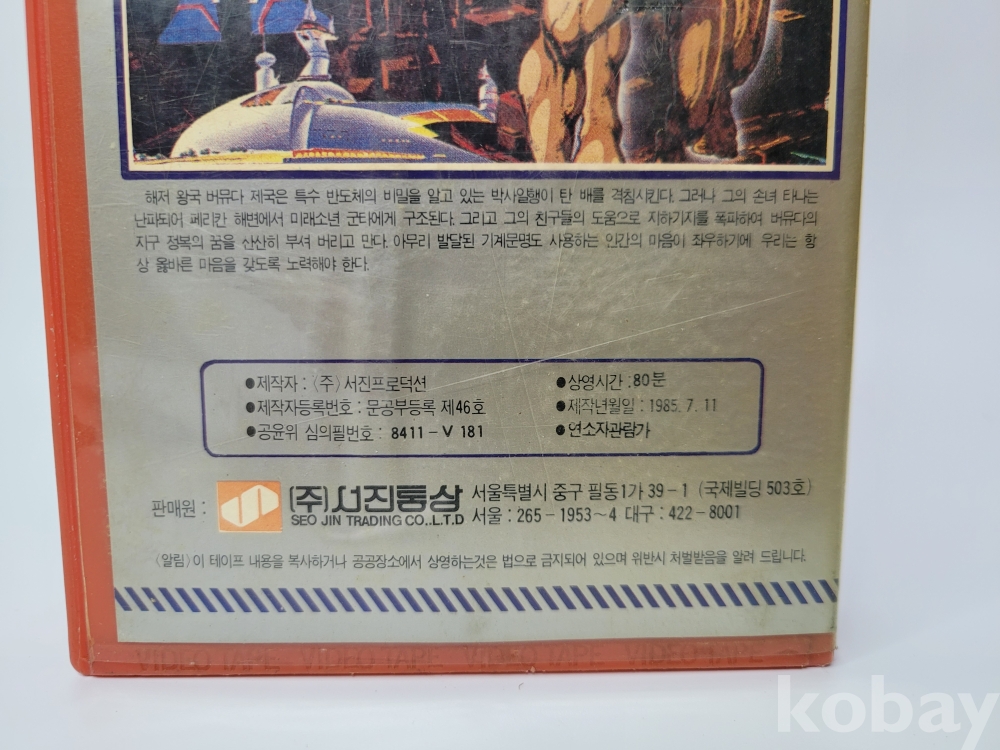 해저 왕국 버뮤다 제국은 특수 반도체의 비밀을 알고 있는 박사일행이 탄 배를 격침시킨다. 그러나 그의 손녀 타나는
난파되어 페리칸 해변에서 미래소년 군타에게 구조된다. 그리고 그의 친구들의 도움으로 지하기지를 폭파하여 버뮤다의
지구 정복의 꿈을 산산히 부셔 버리고 만다. 아무리 발달된 기계문명도 사용하는 인간의 마음이 좌우하기에 우리는 항
상 옳바른 마음을 갖도록 노력해야 한다.
●제작자 : (주) 서진프로덕션
●상영시간 : 80분
●제작자등록번호 : 문공부등록 제46호
●제작년월일 : 1985. 7. 11
●공윤위 심의필번호 : 8411-V 181
●연소자관람가
판매원 : (주)서진통상 서울특별시 중구 필동1가 39-1 (국제빌딩 503호)
SEO JIN TRADING CO.,L.T.D 서울 : 265-1953~4 대구 : 422-8001
〈알림〉이 테이프 내용을 복사하거나 공공장소에서 상영하는것은 법으로 금지되어 있으며 위반시 처벌받음을 알려 드립니다.
VIDEO TAPE VIDEO TAPE VIDEO TAPE VIDEO TAPE
kobay